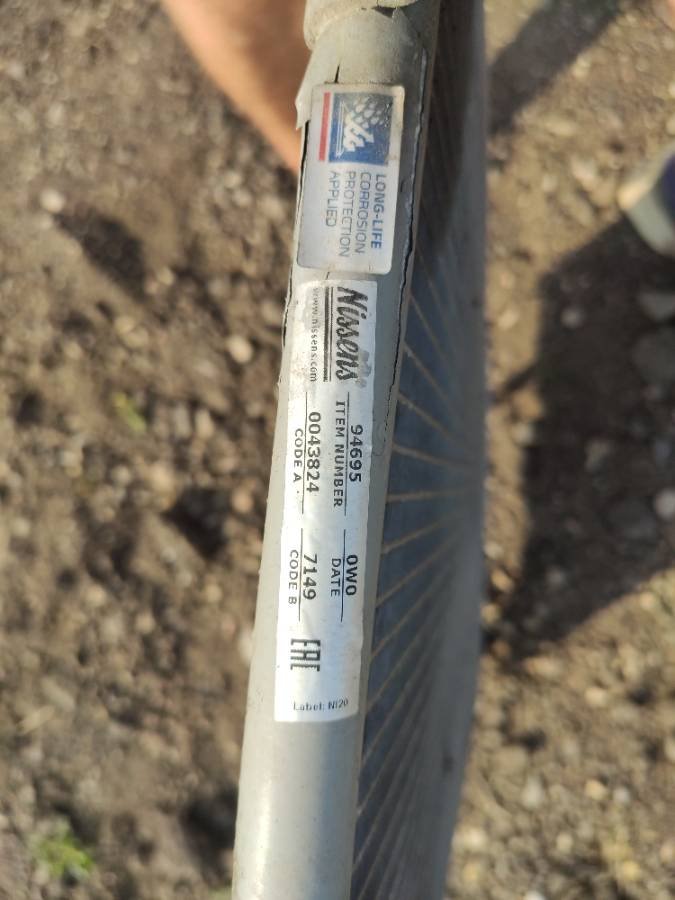 LONG-LIFE
CORROSION
PROTECTION
APPLIED
Nissens
www.nissens.com
94695
ITEM NUMBER
0W0
DATE
0043824
CODE A
7149
CODE B
EAC
Label: NI20